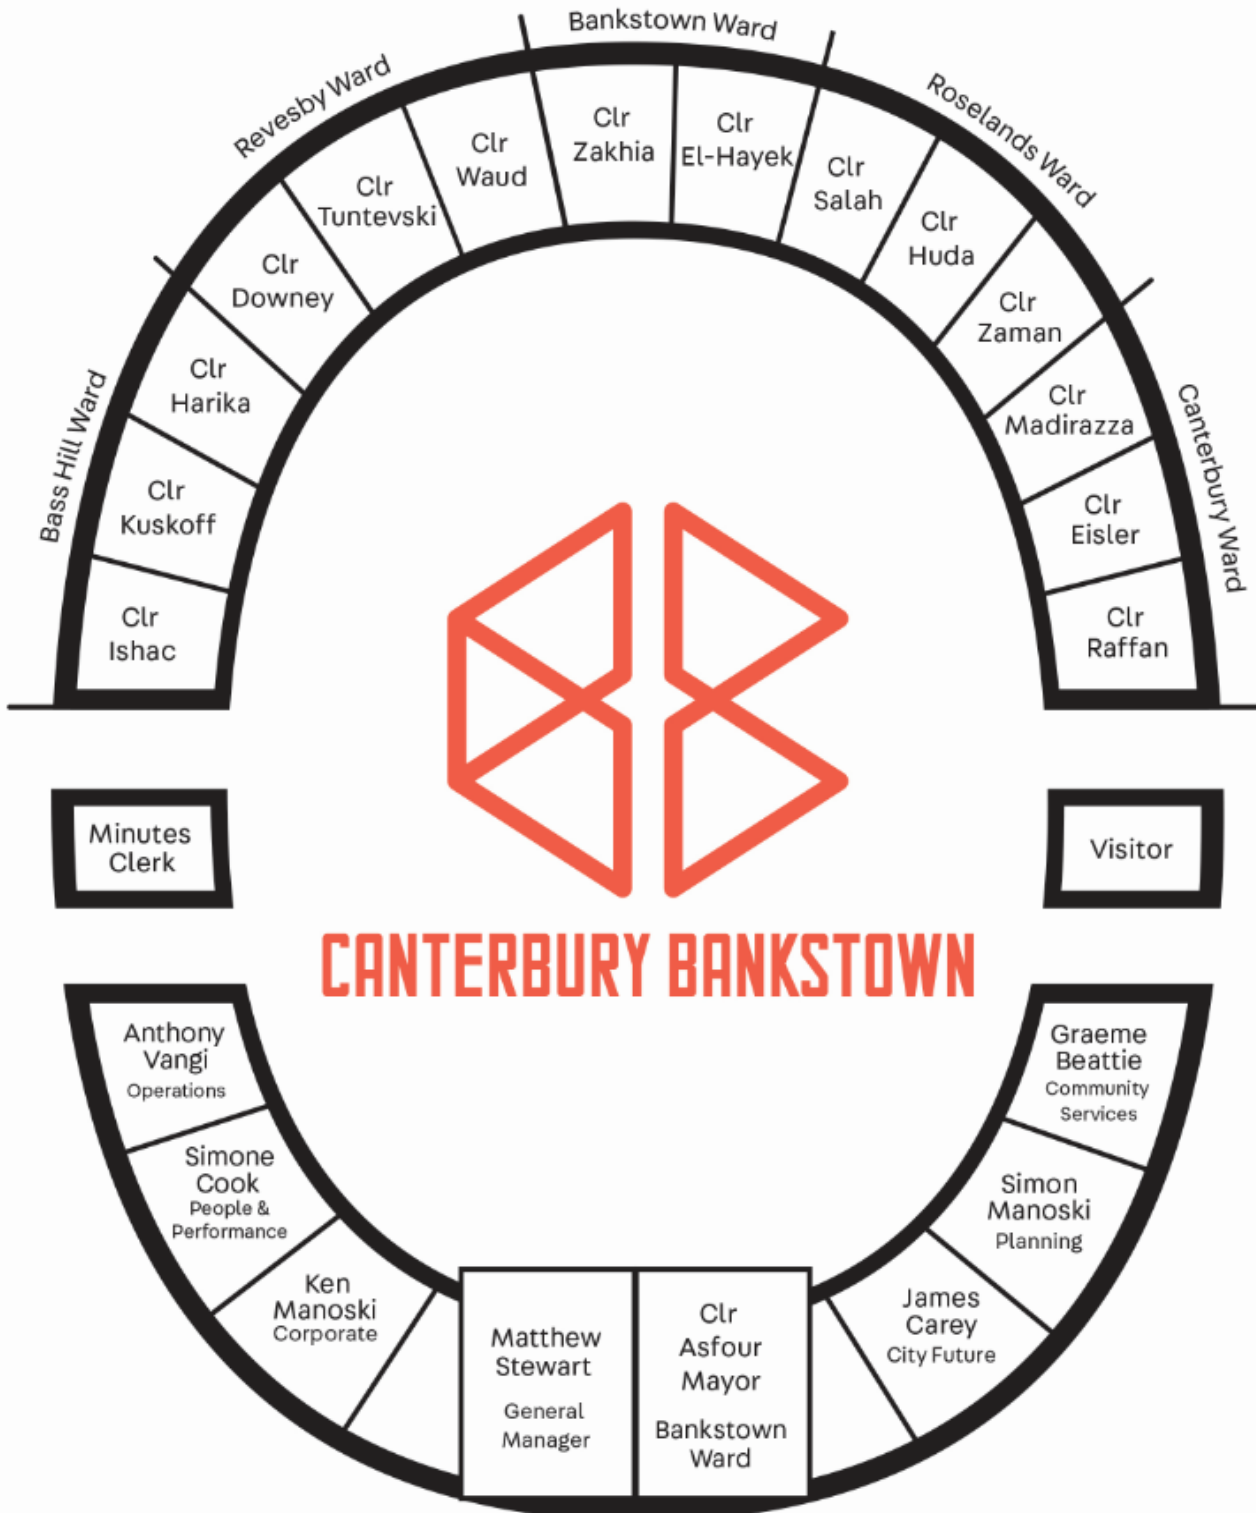 Bankstown Ward
Revesby Ward
Roselands Ward
Bass Hill Ward
Canterbury Ward
Clr
Ishac
Clr
Kuskoff
Clr
Harika
Clr
Downey
Clr
Tuntevski
Clr
Waud
Clr
Zakhia
Clr
El-Hayek
Clr
Salah
Clr
Huda
Clr
Zaman
Clr
Madirazza
Clr
Eisler
Clr
Raffan
Minutes
Clerk
Visitor
CANTERBURY BANKSTOWN
Anthony
Vangi
Operations
Simone
Cook
People &
Performance
Ken
Manoski
Corporate
Matthew
Stewart
General
Manager
Clr
Asfour
Mayor
Bankstown
Ward
James
Carey
City Future
Simon
Manoski
Planning
Graeme
Beattie
Community
Services